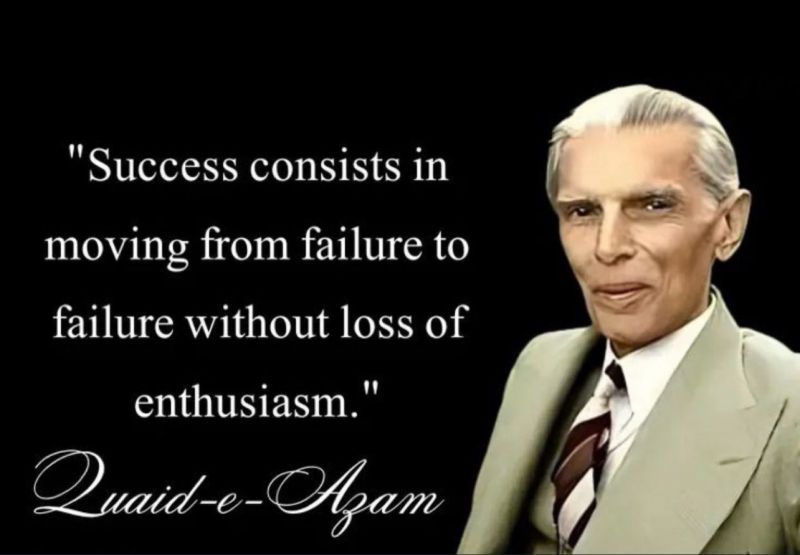 "Success consists in
moving from failure to
failure without loss of
enthusiasm."
Quaid-e-Azam